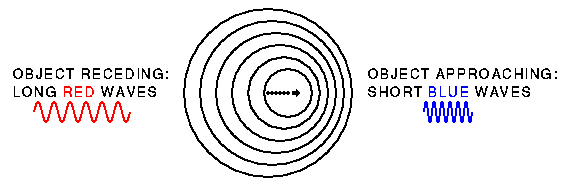 OBJECT RECEDING:
LONG RED WAVES
OBJECT APPROACHING:
SHORT BLUE WAVES